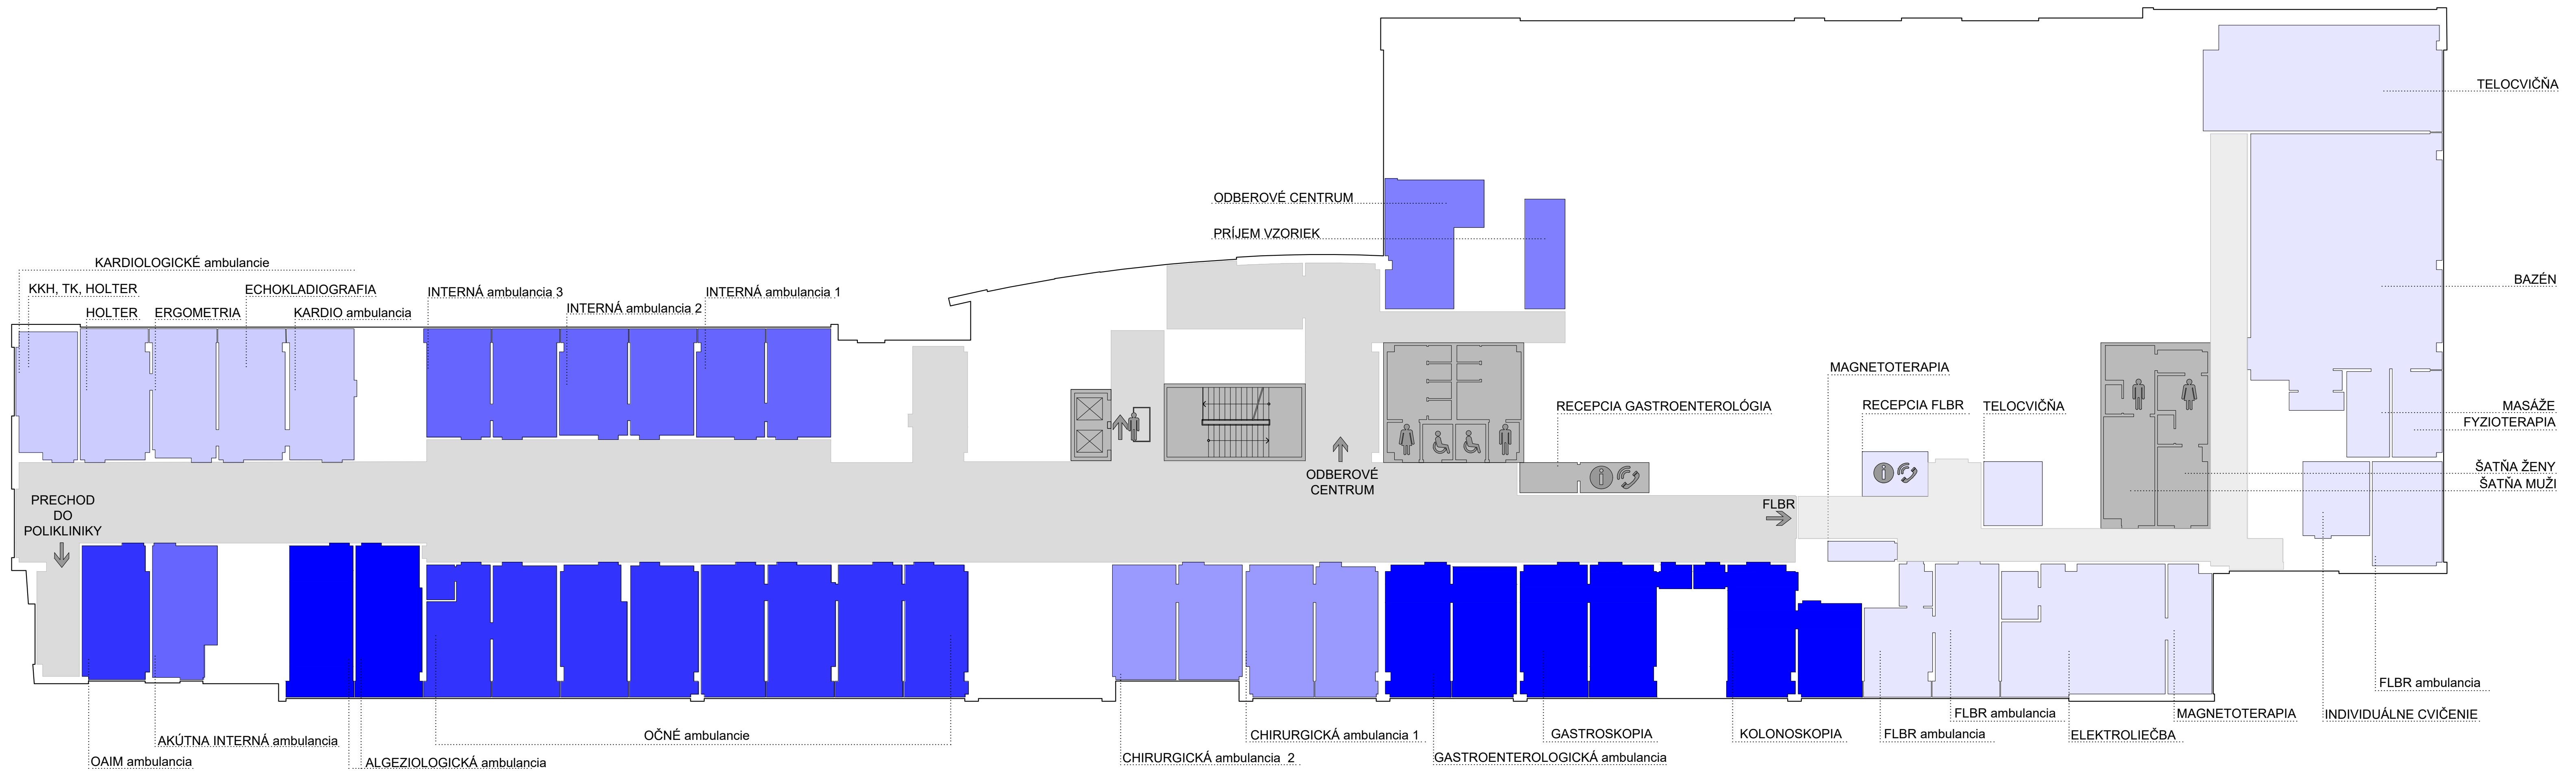 TELOCVIČŇA
ODBEROVÉ CENTRUM
PRÍJEM VZORIEK
KARDIOLOGICKÉ ambulancie
KKH, TK, HOLTER
ECHOKLADIOGRAFIA
INTERNÁ ambulancia 3
INTERNÁ ambulancia 2
INTERNÁ ambulancia 1
HOLTER
ERGOMETRIA
KARDIO ambulancia
BAZÉN
MAGNETOTERAPIA
RECEPCIA GASTROENTEROLÓGIA
RECEPCIA FLBR
TELOCVIČŇA
MASÁŽE
FYZIOTERAPIA
ŠATŇA ŽENY
ŠATŇA MUŽI
ODBEROVÉ
CENTRUM
PRECHOD
DO
POLIKLINIKY
FLBR
FLBR ambulancia
INDIVIDUÁLNE CVIČENIE
MAGNETOTERAPIA
FLBR ambulancia
FLBR ambulancia
ELEKTROLIEČBA
AKÚTNA INTERNÁ ambulancia
OČNÉ ambulancie
CHIRURGICKÁ ambulancia 1
GASTROSKOPIA
KOLONOSKOPIA
OAIM ambulancia
ALGEZIOLOGICKÁ ambulancia
CHIRURGICKÁ ambulancia 2
GASTROENTEROLOGICKÁ ambulancia